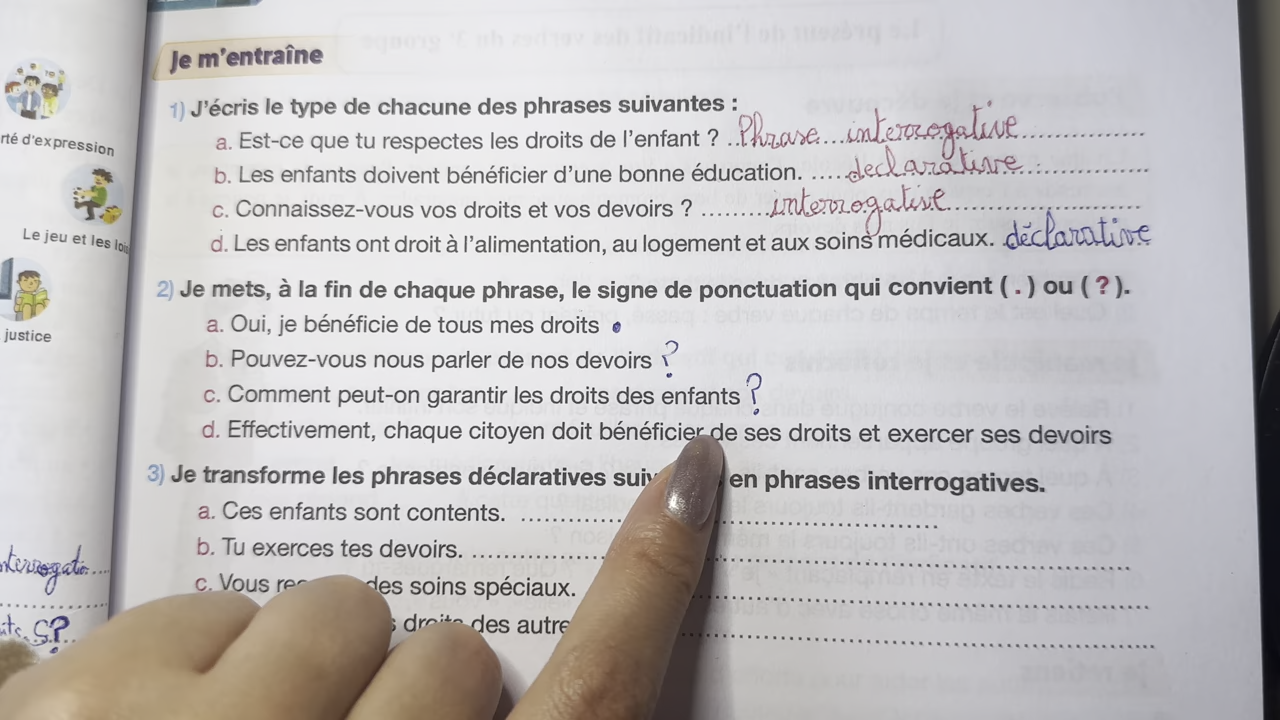 Je m'entraîne
1) J'écris le type de chacune des phrases suivantes :
a. Est-ce que tu respectes les droits de l'enfant ? Phrase interrogative
b. Les enfants doivent bénéficier d'une bonne éducation. declarative
c. Connaissez-vous vos droits et vos devoirs ? interrogative
d. Les enfants ont droit à l'alimentation, au logement et aux soins médicaux. déclarative
2) Je mets, à la fin de chaque phrase, le signe de ponctuation qui convient ( . ) ou ( ? ).
a. Oui, je bénéficie de tous mes droits .
b. Pouvez-vous nous parler de nos devoirs ?
c. Comment peut-on garantir les droits des enfants ?
d. Effectivement, chaque citoyen doit bénéficier de ses droits et exercer ses devoirs
3) Je transforme les phrases déclaratives en phrases interrogatives.
a. Ces enfants sont contents.
b. Tu exerces tes devoirs.
c. Vous des soins spéciaux.
droits des
rté d'expression
Le jeu et les
justice